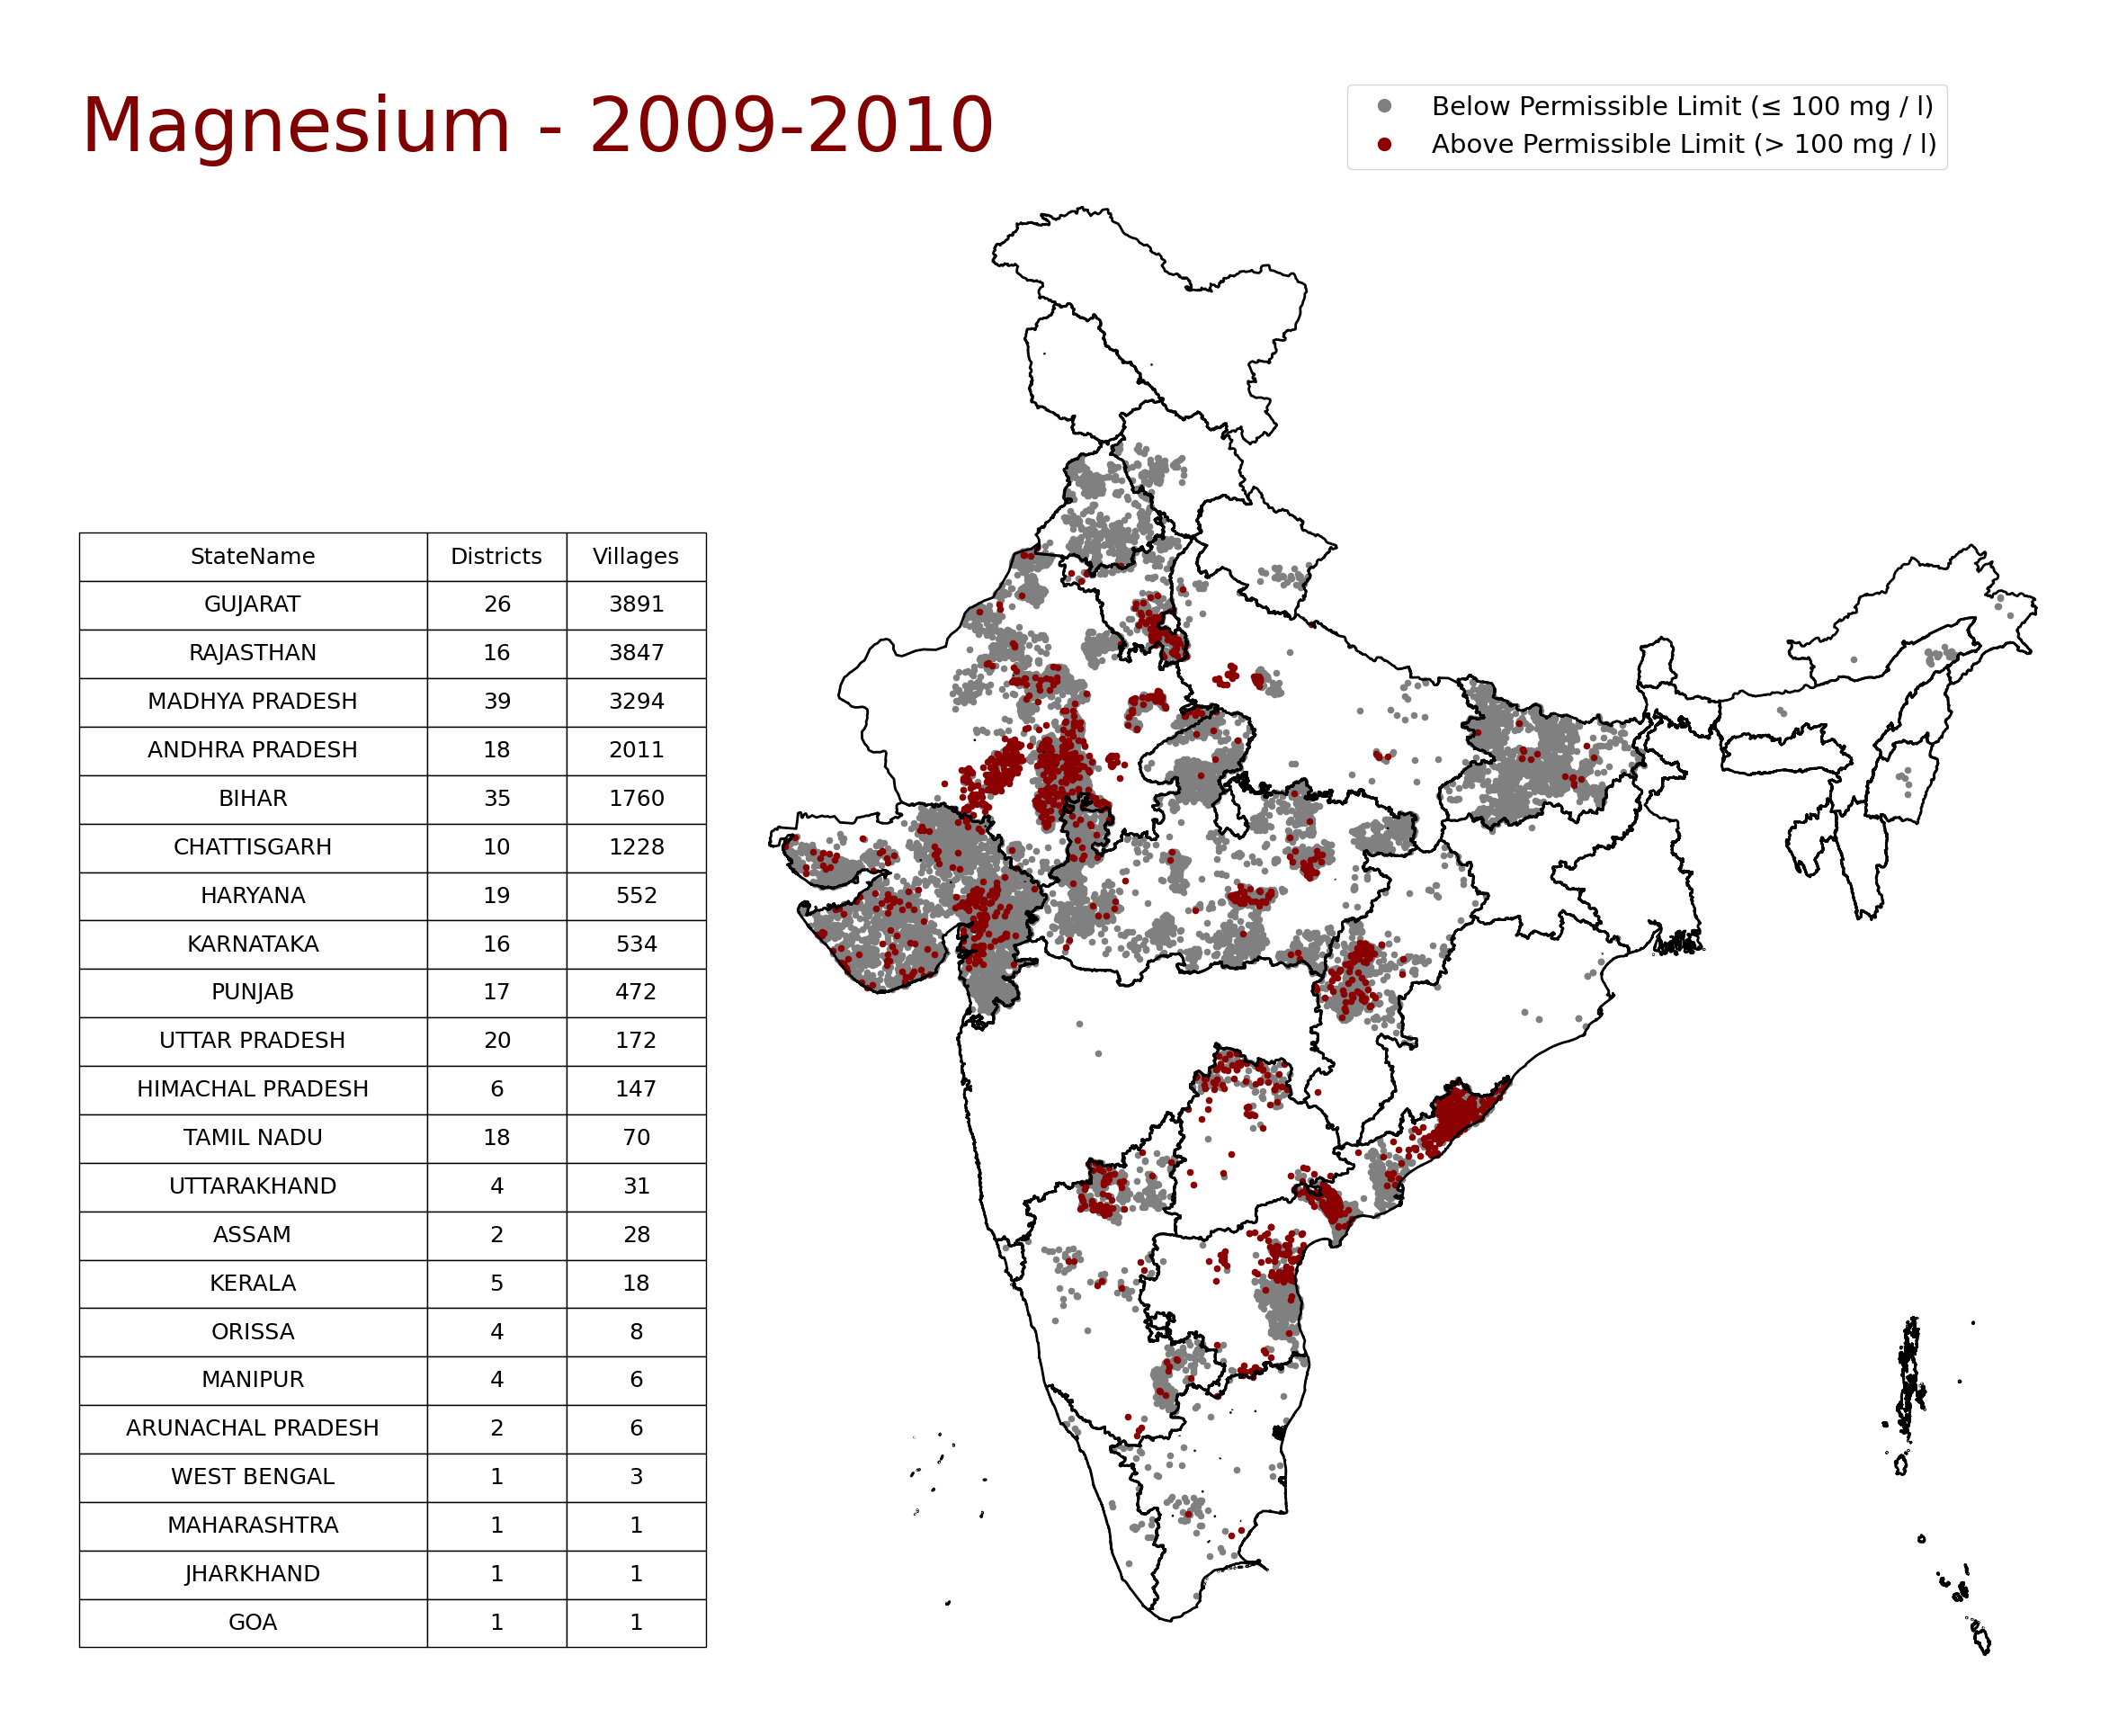 Magnesium - 2009-2010
Below Permissible Limit (≤ 100 mg / l)
Above Permissible Limit (> 100 mg / l)
StateName Districts Villages
GUJARAT 26 3891
RAJASTHAN 16 3847
MADHYA PRADESH 39 3294
ANDHRA PRADESH 18 2011
BIHAR 35 1760
CHATTISGARH 10 1228
HARYANA 19 552
KARNATAKA 16 534
PUNJAB 17 472
UTTAR PRADESH 20 172
HIMACHAL PRADESH 6 147
TAMIL NADU 18 70
UTTARAKHAND 4 31
ASSAM 2 28
KERALA 5 18
ORISSA 4 8
MANIPUR 4 6
ARUNACHAL PRADESH 2 6
WEST BENGAL 1 3
MAHARASHTRA 1 1
JHARKHAND 1 1
GOA 1 1